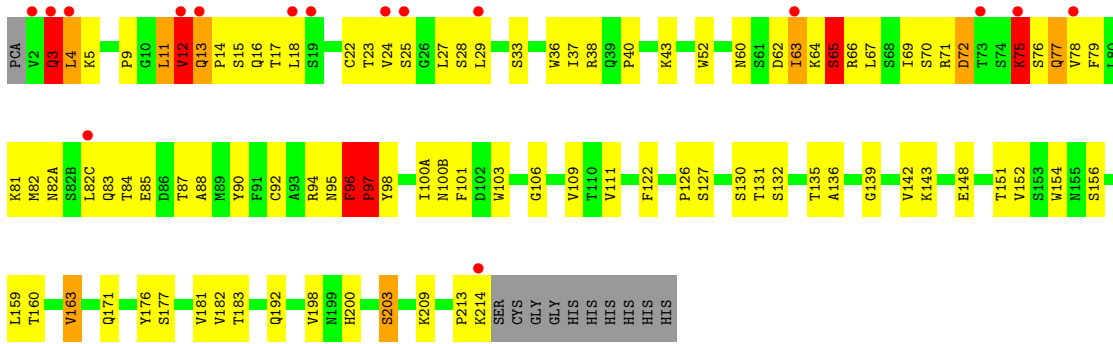 PCA V2 Q3 L4 K5 P9 G10 L11 V12 Q13 P14 S15 Q16 T17 L18 S19 C22 T23 V24 S25 G26 L27 S28 L29 S33 W36 I37 R38 Q39 P40 K43 W52 N60 S61 D62 I63 K64 S65 R66 L67 S68 I69 S70 R71 D72 T73 S74 K75 S76 Q77 V78 F79 L80
K81 M82 N82A S82B L82C Q83 T84 E85 D86 T87 A88 M89 Y90 F91 C92 A93 R94 N95 F96 P97 Y98 I100A N100B F101 D102 W103 G106 V109 T110 V111 F122 P126 S127 S130 T131 S132 T135 A136 G139 V142 K143 E148 T151 V152 S153 W154 N155 S156
L159 T160 V163 Q171 Y176 S177 V181 V182 T183 Q192 V198 N199 H200 S203 K209 P213 K214 SER CYS GLY GLY HIS HIS HIS HIS HIS HIS